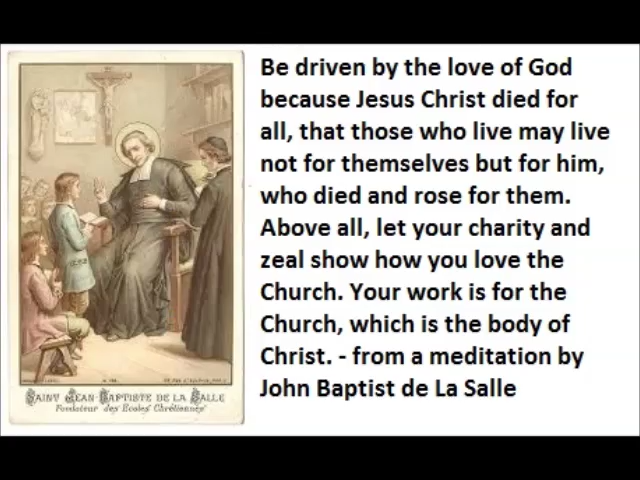 Be driven by the love of God
because Jesus Christ died for
all, that those who live may live
not for themselves but for him,
who died and rose for them.
Above all, let your charity and
zeal show how you love the
Church. Your work is for the
Church, which is the body of
Christ. - from a meditation by
John Baptist de La Salle
SAINT JEAN-BAPTISTE DE LA SALLE
Fondateur des Ecoles Chrétiennes